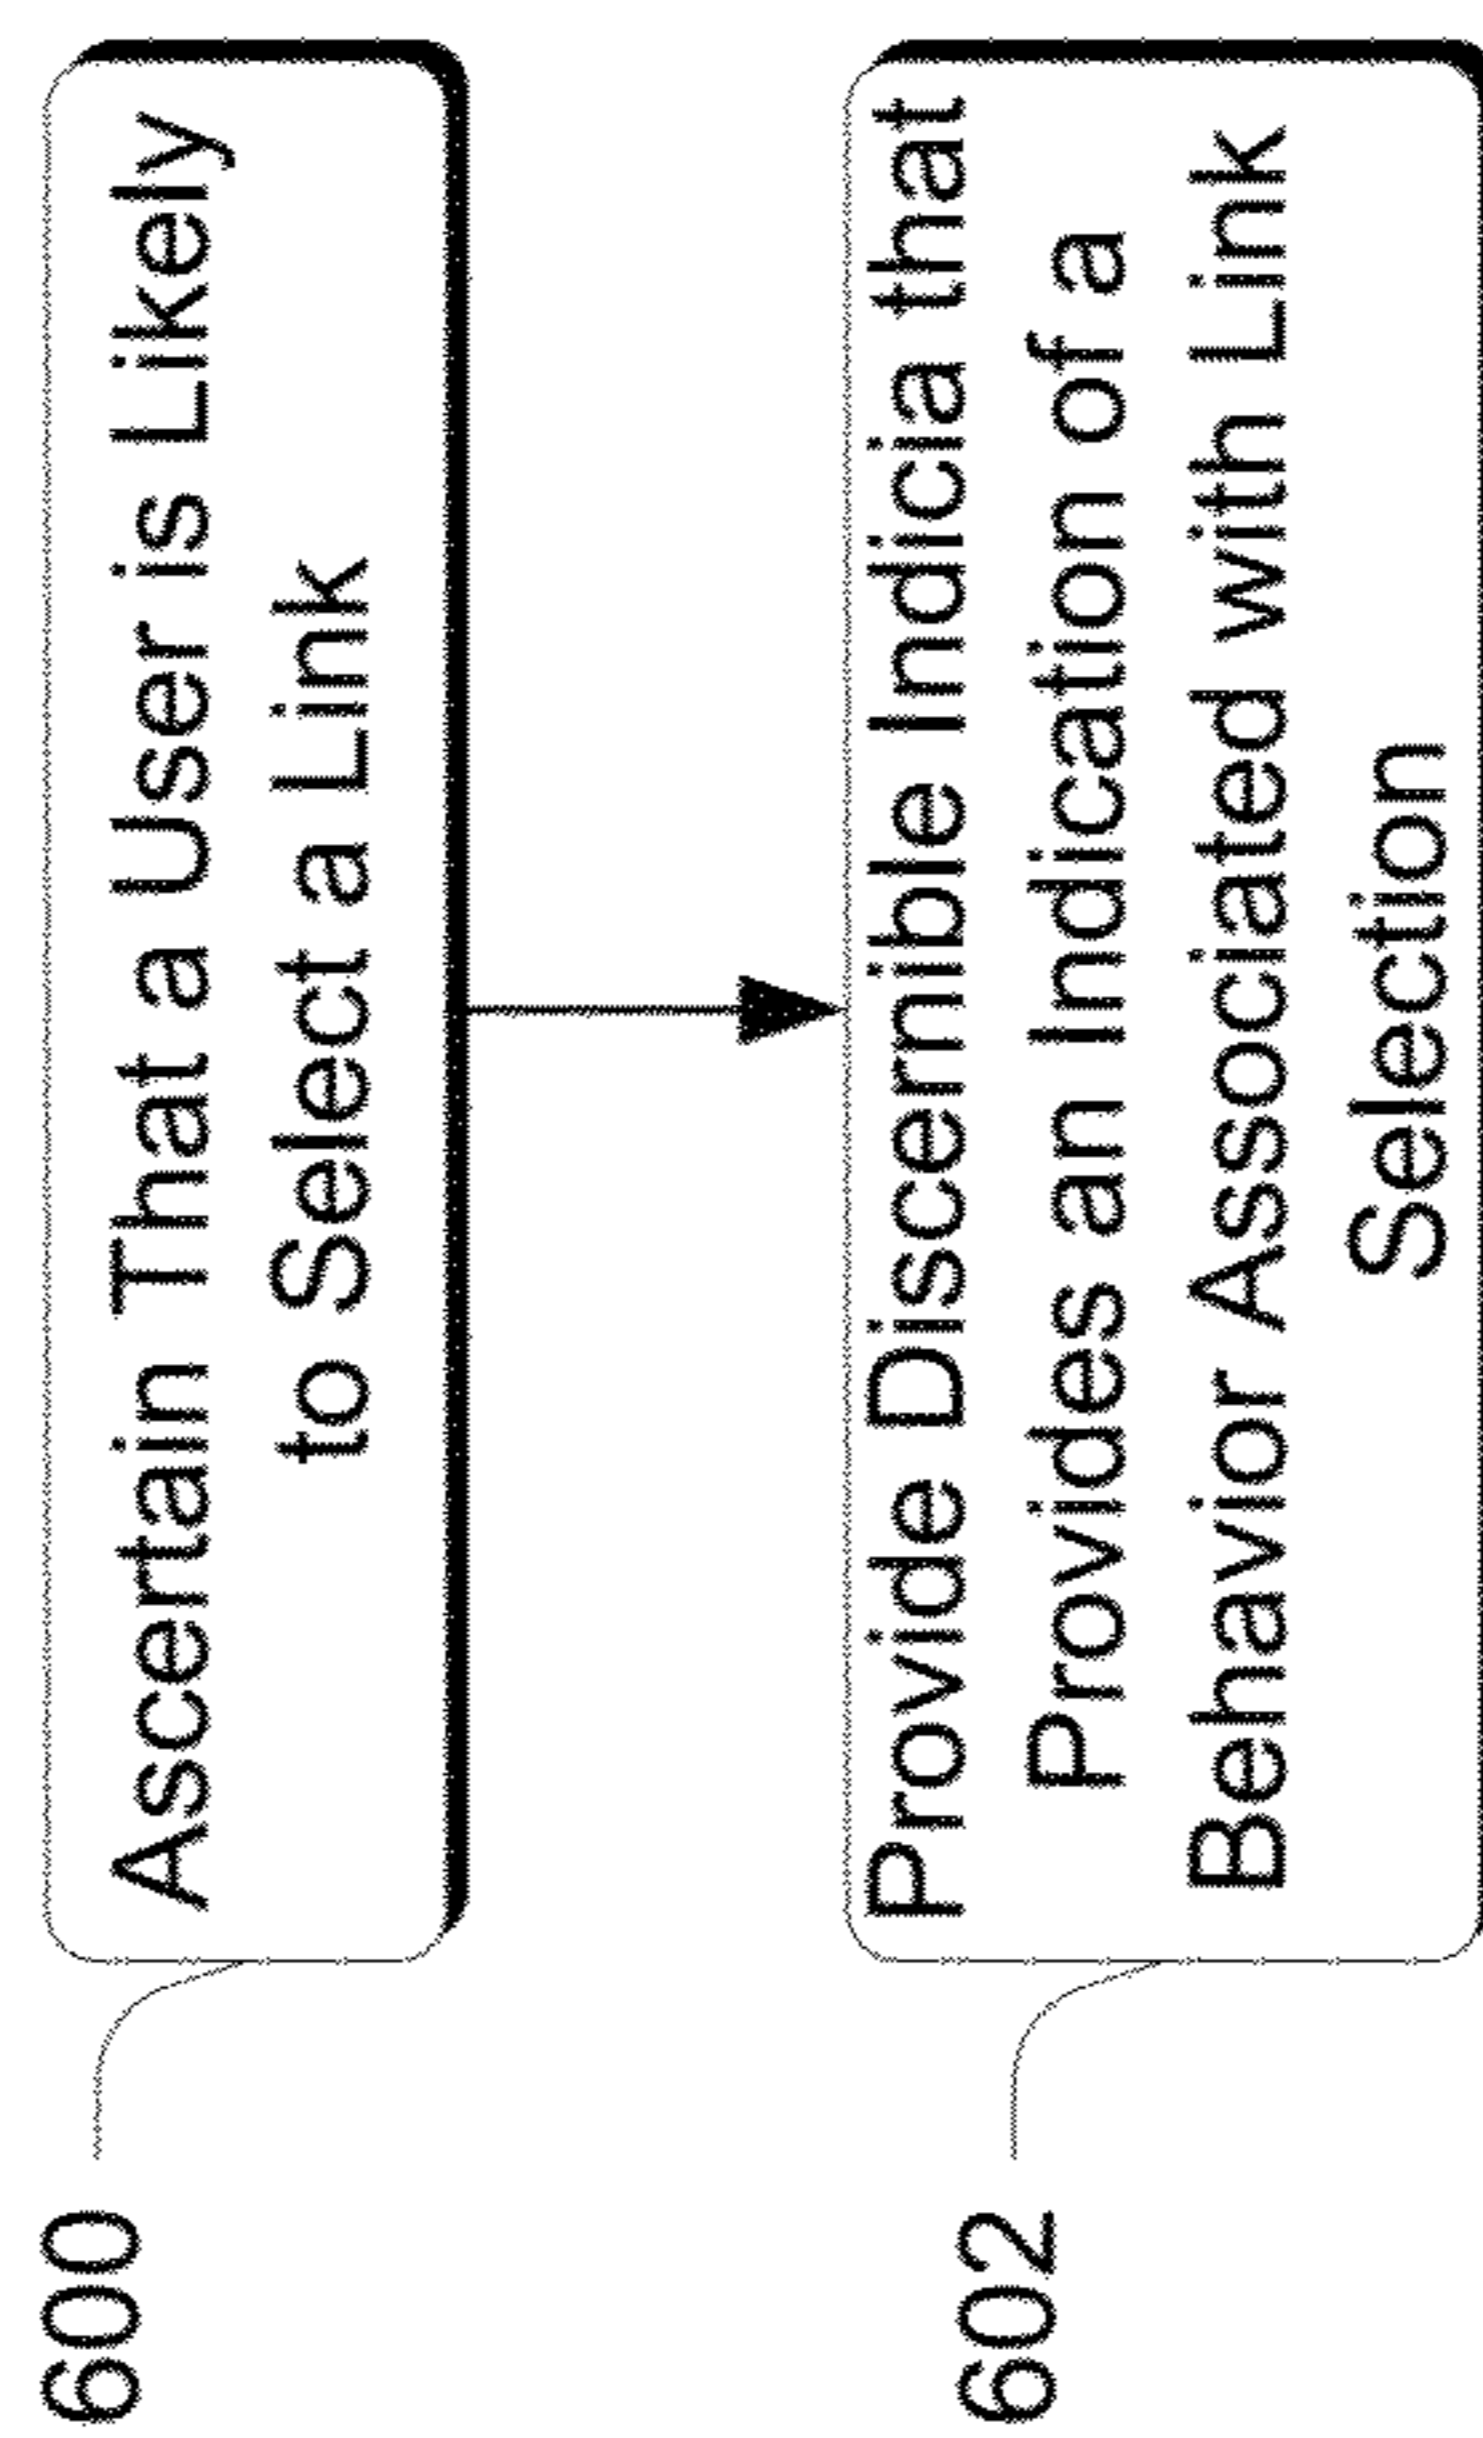 600
Ascertain That a User is Likely
to Select a Link
602
Provide Discernible Indicia that
Provides an Indication of a
Behavior Associated with Link
Selection